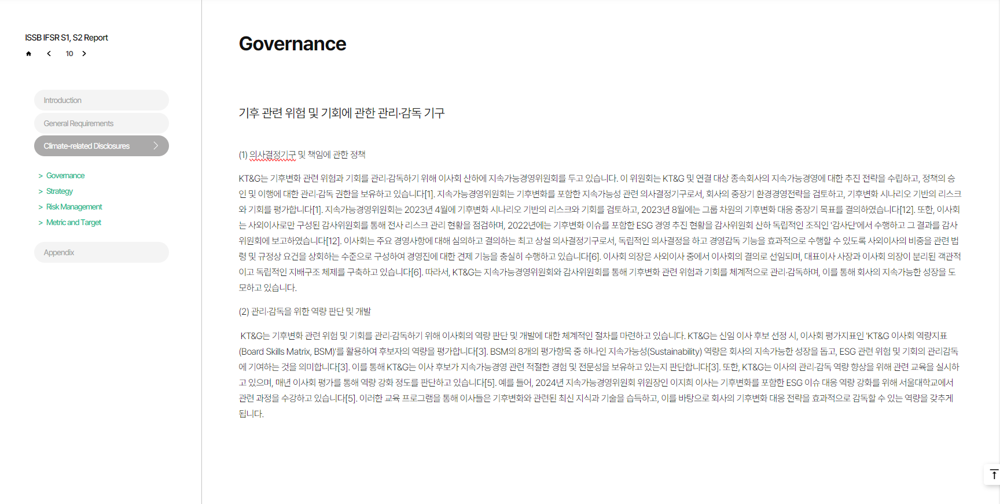 ISSB IFSR S1, S2 Report
10
Introduction
General Requirements
Climate-related Disclosures
> Governance
> Strategy
> Risk Management
> Metric and Target
Appendix
Governance
기후 관련 위험 및 기회에 관한 관리·감독 기구
(1) 의사결정기구 및 책임에 관한 정책
KT&G는 기후변화 관련 위험과 기회를 관리·감독하기 위해 이사회 산하에 지속가능경영위원회를 두고 있습니다. 이 위원회는 KT&G 및 연결 대상 종속회사의 지속가능경영에 대한 추진 전략을 수립하고, 정책의 승
인 및 이행에 대한 관리·감독 권한을 보유하고 있습니다[1]. 지속가능경영위원회는 기후변화를 포함한 지속가능성 관련 의사결정기구로서, 회사의 중장기 환경경영전략을 검토하고, 기후변화 시나리오 기반의 리스크
와 기회를 평가합니다[1]. 지속가능경영위원회는 2023년 4월에 기후변화 시나리오 기반의 리스크와 기회를 검토하고, 2023년 8월에는 그룹 차원의 기후변화 대응 중장기 목표를 결의하였습니다[12]. 또한, 이사회
는 사외이사로만 구성된 감사위원회를 통해 전사 리스크 관리 현황을 점검하며, 2022년에는 기후변화 이슈를 포함한 ESG 경영 추진 현황을 감사위원회 산하 독립적인 조직인 '감사단'에서 수행하고 그 결과를 감사
위원회에 보고하였습니다[12]. 이사회는 주요 경영사항에 대해 심의하고 결의하는 최고 상설 의사결정기구로서, 독립적인 의사결정을 하고 경영감독 기능을 효과적으로 수행할 수 있도록 사외이사의 비중을 관련 법
령 및 규정상 요건을 상회하는 수준으로 구성하여 경영진에 대한 견제 기능을 충실히 수행하고 있습니다[6]. 이사회 의장은 사외이사 중에서 이사회의 결의로 선임되며, 대표이사 사장과 이사회 의장이 분리된 객관적
이고 독립적인 지배구조 체제를 구축하고 있습니다[6]. 따라서, KT&G는 지속가능경영위원회와 감사위원회를 통해 기후변화 관련 위험과 기회를 체계적으로 관리·감독하며, 이를 통해 회사의 지속가능한 성장을 도
모하고 있습니다.
(2) 관리·감독을 위한 역량 판단 및 개발
KT&G는 기후변화 관련 위험 및 기회를 관리·감독하기 위해 이사회의 역량 판단 및 개발에 대한 체계적인 절차를 마련하고 있습니다. KT&G는 신임 이사 후보 선정 시, 이사회 평가지표인 'KT&G 이사회 역량지표
(Board Skills Matrix, BSM)'를 활용하여 후보자의 역량을 평가합니다[3]. BSM의 8개의 평가항목 중 하나인 지속가능성(Sustainability) 역량은 회사의 지속가능한 성장을 돕고, ESG 관련 위험 및 기회의 관리감독
에 기여하는 것을 의미합니다[3]. 이를 통해 KT&G는 이사 후보가 지속가능경영 관련 적절한 경험 및 전문성을 보유하고 있는지 판단합니다[3]. 또한, KT&G는 이사의 관리·감독 역량 향상을 위해 관련 교육을 실시하
고 있으며, 매년 이사회 평가를 통해 역량 강화 정도를 판단하고 있습니다[5]. 예를 들어, 2024년 지속가능경영위원회 위원장인 이지희 이사는 기후변화를 포함한 ESG 이슈 대응 역량 강화를 위해 서울대학교에서
관련 과정을 수강하고 있습니다[5]. 이러한 교육 프로그램을 통해 이사들은 기후변화와 관련된 최신 지식과 기술을 습득하고, 이를 바탕으로 회사의 기후변화 대응 전략을 효과적으로 감독할 수 있는 역량을 갖추게
됩니다.